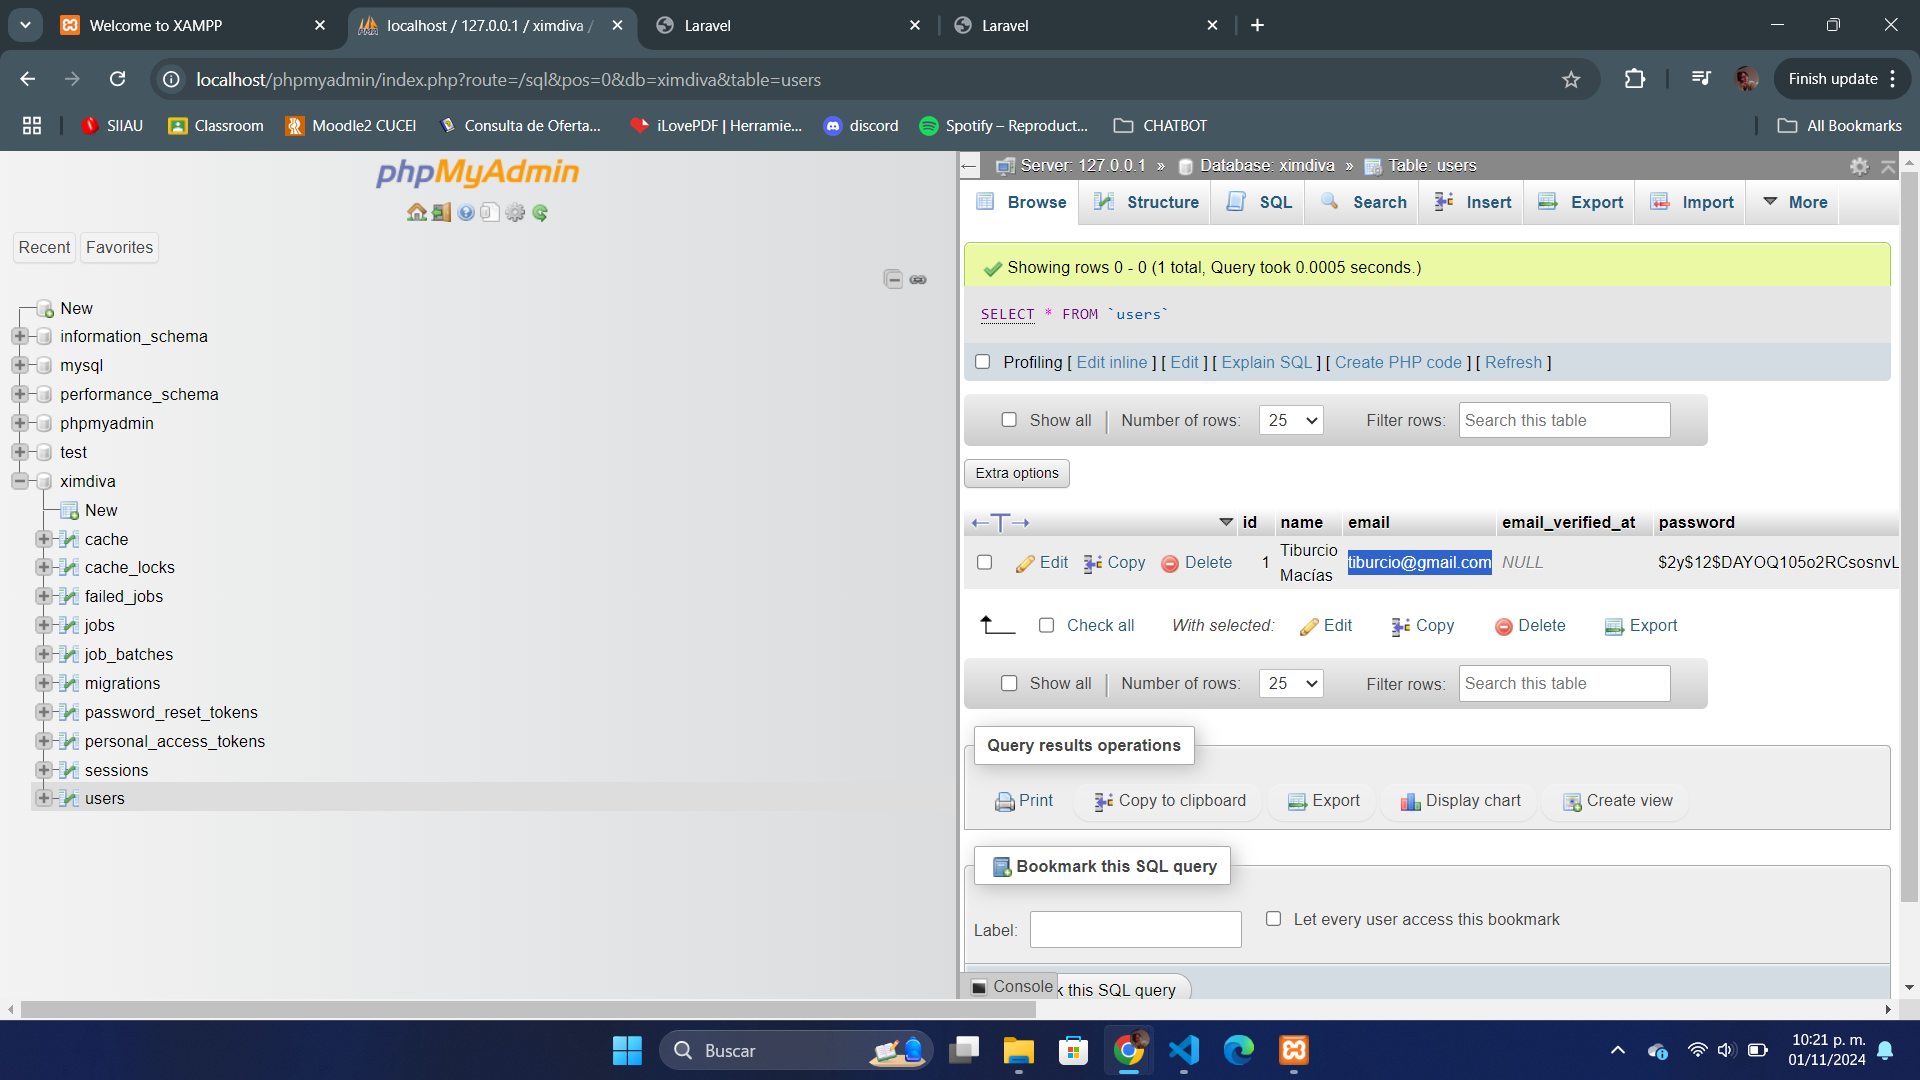 Welcome to XAMPP
localhost / 127.0.0.1 / ximdiva /
Laravel
Laravel
localhost/phpmyadmin/index.php?route=/sql&pos=0&db=ximdiva&table=users
Finish update
SIIAU
Classroom
Moodle2 CUCEI
Consulta de Oferta...
iLovePDF | Herramie...
discord
Spotify – Reproduct...
CHATBOT
All Bookmarks
phpMyAdmin
Recent
Favorites
New
information_schema
mysql
performance_schema
phpmyadmin
test
ximdiva
New
cache
cache_locks
failed_jobs
jobs
job_batches
migrations
password_reset_tokens
personal_access_tokens
sessions
users
Server: 127.0.0.1 » Database: ximdiva » Table: users
Browse
Structure
SQL
Search
Insert
Export
Import
More
Showing rows 0 - 0 (1 total, Query took 0.0005 seconds.)
SELECT * FROM `users`
Profiling [ Edit inline ] [ Edit ] [ Explain SQL ] [ Create PHP code ] [ Refresh ]
Show all | Number of rows: 25 Filter rows: Search this table
Extra options
←T→ id name email email_verified_at password
Edit Copy Delete 1 Tiburcio Macías tiburcio@gmail.com NULL $2y$12$DAYOQ105o2RCsosnvL
Check all With selected: Edit Copy Delete Export
Show all | Number of rows: 25 Filter rows: Search this table
Query results operations
Print
Copy to clipboard
Export
Display chart
Create view
Bookmark this SQL query
Label:
Let every user access this bookmark
Console
k this SQL query
Buscar
10:21 p. m.
01/11/2024